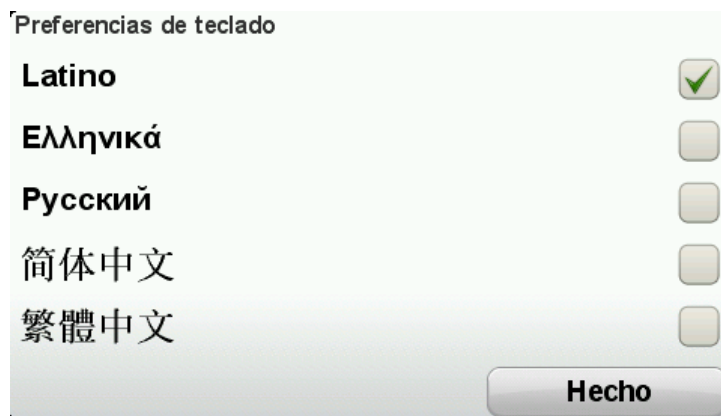 Preferencias de teclado
Latino
Ελληνικά
Русский
简体中文
繁體中文
Hecho